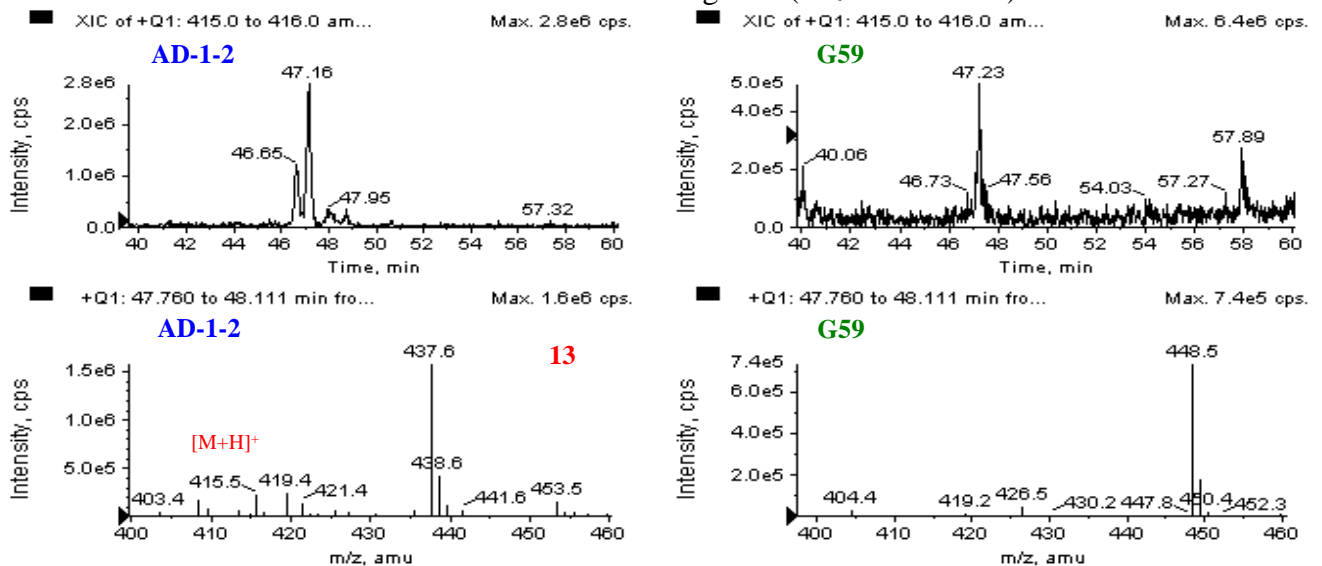 XIC of +Q1: 415.0 to 416.0 am... Max. 2.8e6 cps.
AD-1-2
47.16
2.8e6
2.0e6
1.0e6
0.0
46.65
47.95
57.32
Intensity, cps
40 42 44 46 48 50 52 54 56 58 60
Time, min
XIC of +Q1: 415.0 to 416.0 am... Max. 6.4e6 cps.
G59
47.23
5.0e5
4.0e5
2.0e5
0.0
40.06
46.73
47.56
54.03
57.27
57.89
Intensity, cps
40 42 44 46 48 50 52 54 56 58 60
Time, min
+Q1: 47.760 to 48.111 min fro... Max. 1.6e6 cps.
AD-1-2
437.6
13
1.5e6
1.0e6
5.0e5
[M+H]+
403.4
415.5
419.4
421.4
438.6
441.6
453.5
Intensity, cps
400 410 420 430 440 450 460
m/z, amu
+Q1: 47.760 to 48.111 min fro... Max. 7.4e5 cps.
G59
448.5
7.4e5
6.0e5
4.0e5
2.0e5
404.4
419.2
426.5
430.2
447.8
450.4
452.3
Intensity, cps
400 410 420 430 440 450 460
m/z, amu